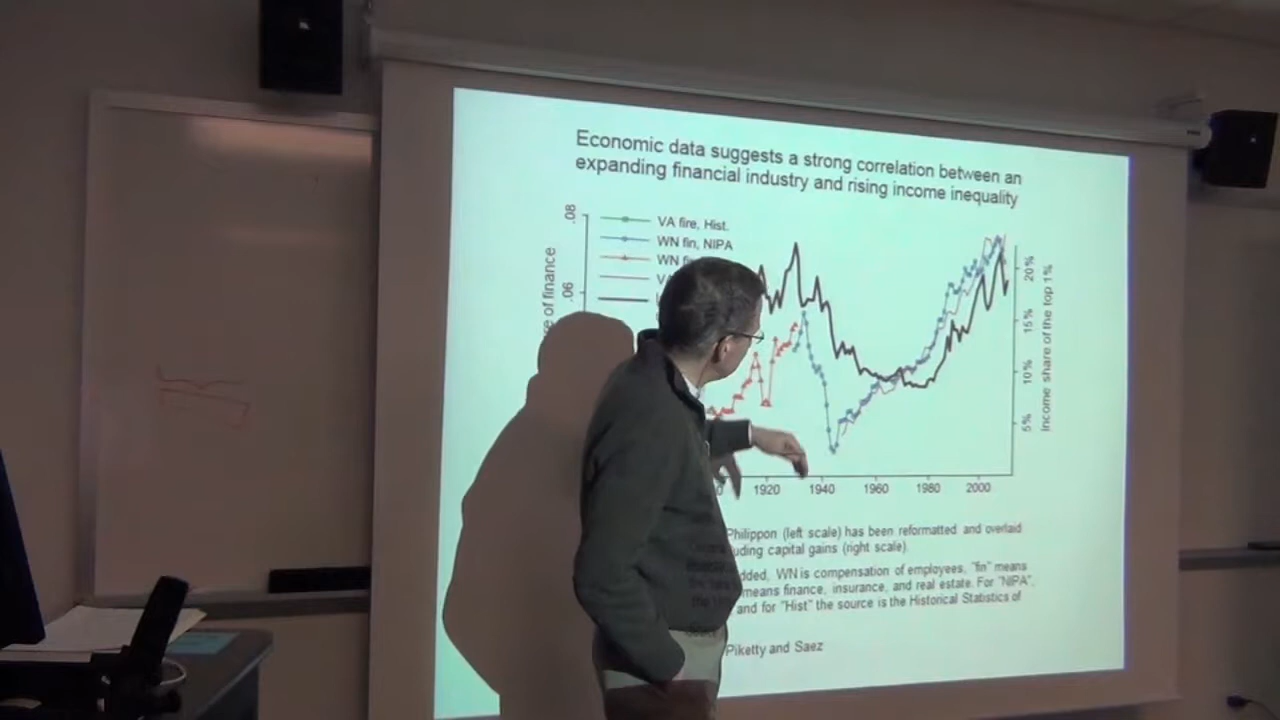 Economic data suggests a strong correlation between an
expanding financial industry and rising income inequality
.08
.06
VA fire, Hist.
WN fin, NIPA
WN
of finance
20%
15%
10%
5%
Income share of the top 1%
1920
1940
1960
1980
2000
Philippon (left scale) has been reformatted and overlaid
uding capital gains (right scale).
dded, WN is compensation of employees, "fin" means
means finance, insurance, and real estate. For "NIPA",
and for "Hist" the source is the Historical Statistics of
Piketty and Saez